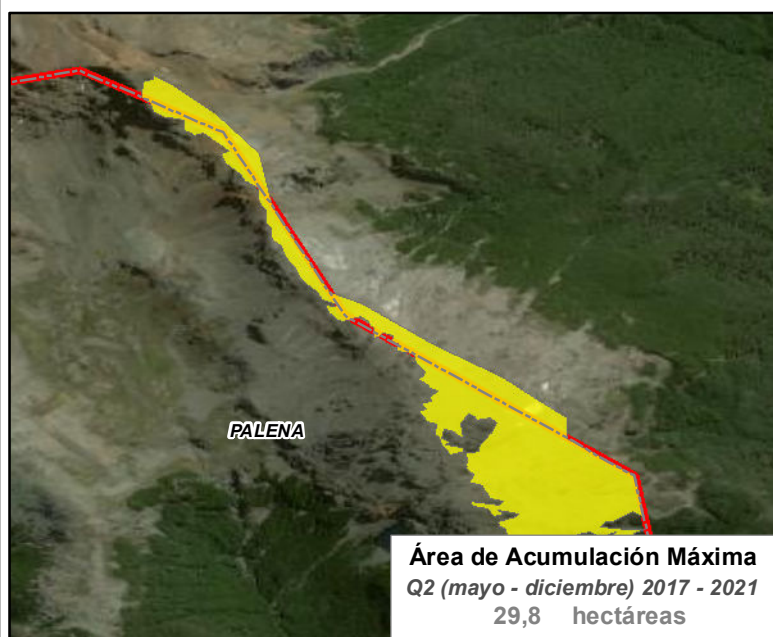 PALENA
Área de Acumulación Máxima
Q2 (mayo - diciembre) 2017 - 2021
29,8 hectáreas